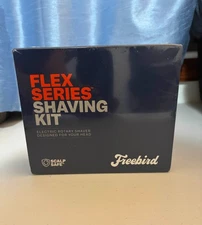 FLEX
SERIES
SHAVING
KIT
ELECTRIC ROTARY SHAVER
DESIGNED FOR YOUR HEAD
SCALP
SAFE
Freebird